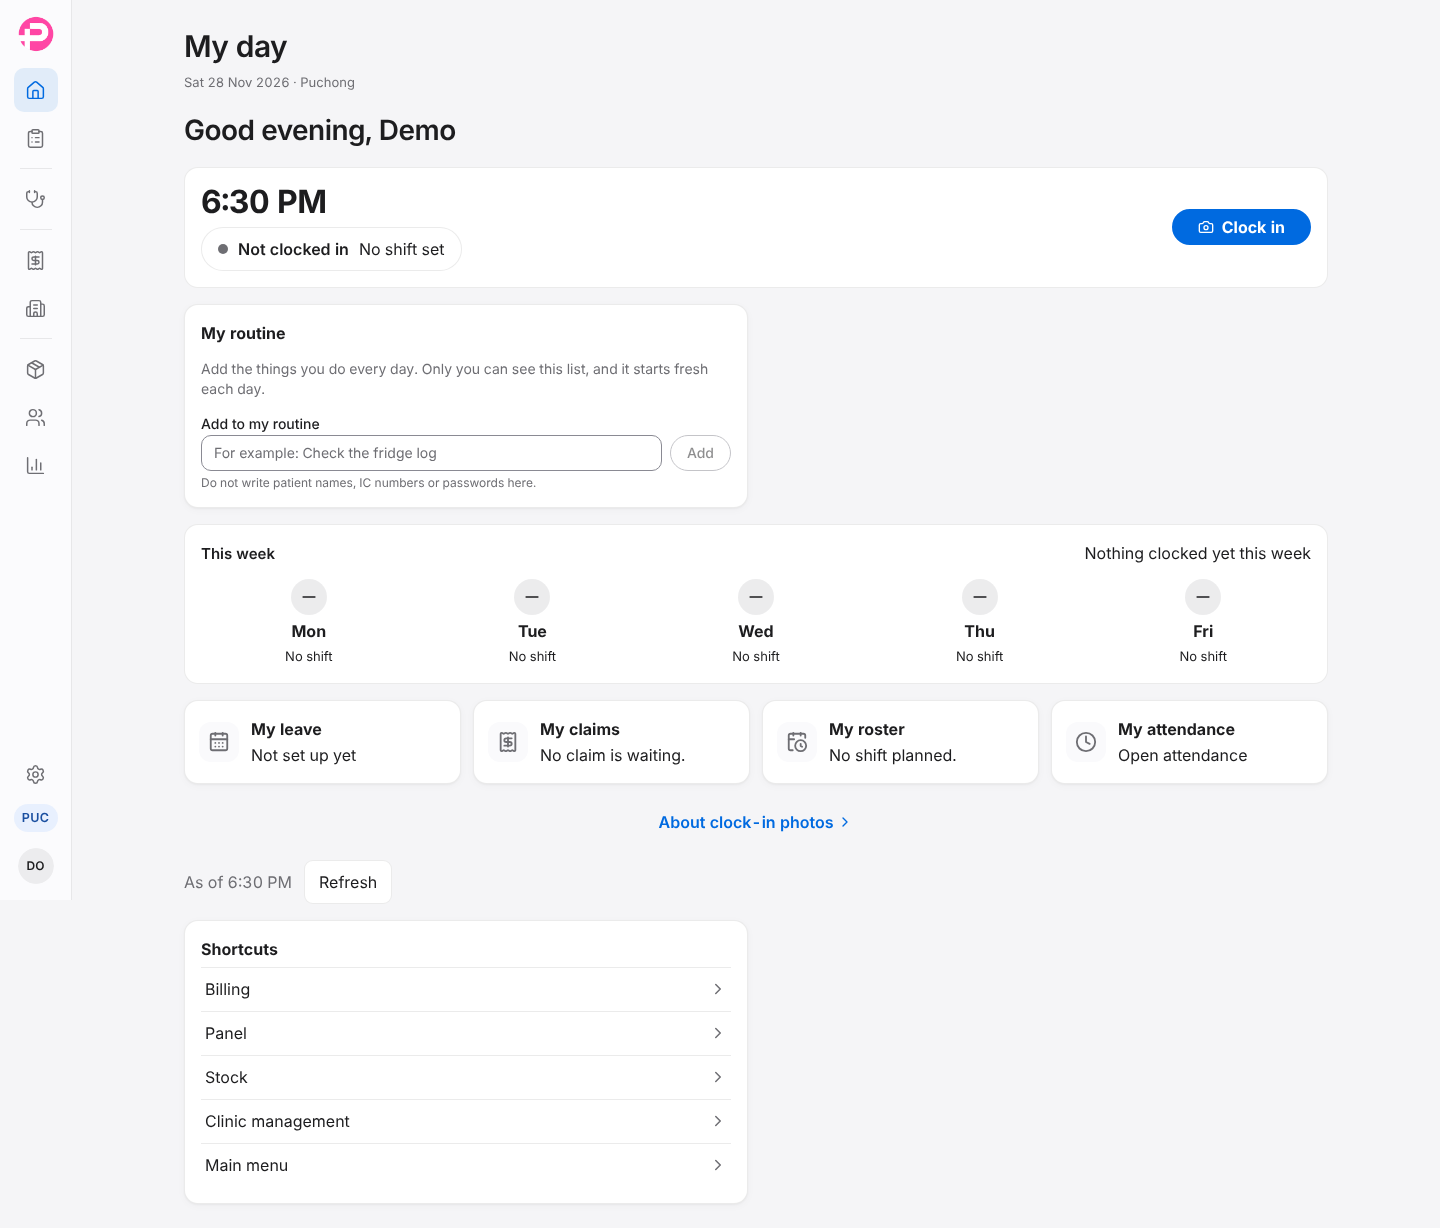 My day
Sat 28 Nov 2026 · Puchong
Good evening, Demo
6:30 PM
Not clocked in No shift set
Clock in
My routine
Add the things you do every day. Only you can see this list, and it starts fresh
each day.
Add to my routine
For example: Check the fridge log
Add
Do not write patient names, IC numbers or passwords here.
This week
Nothing clocked yet this week
Mon
No shift
Tue
No shift
Wed
No shift
Thu
No shift
Fri
No shift
My leave
Not set up yet
My claims
No claim is waiting.
My roster
No shift planned.
My attendance
Open attendance
About clock-in photos
As of 6:30 PM
Refresh
Shortcuts
Billing
Panel
Stock
Clinic management
Main menu
PUC
DO